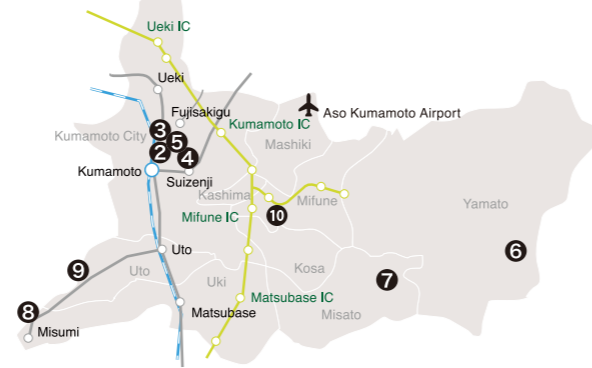 Ueki IC
Ueki
Fujisakigu
Aso Kumamoto Airport
Kumamoto IC
3
Kumamoto City
5
Mashiki
2
4
Kumamoto
Suizenji
Kashima
Mifune
Yamato
Mifune IC
10
6
Uto
9
Uto
Uki
Kosa
7
Matsubase IC
8
Matsubase
Misato
Misumi